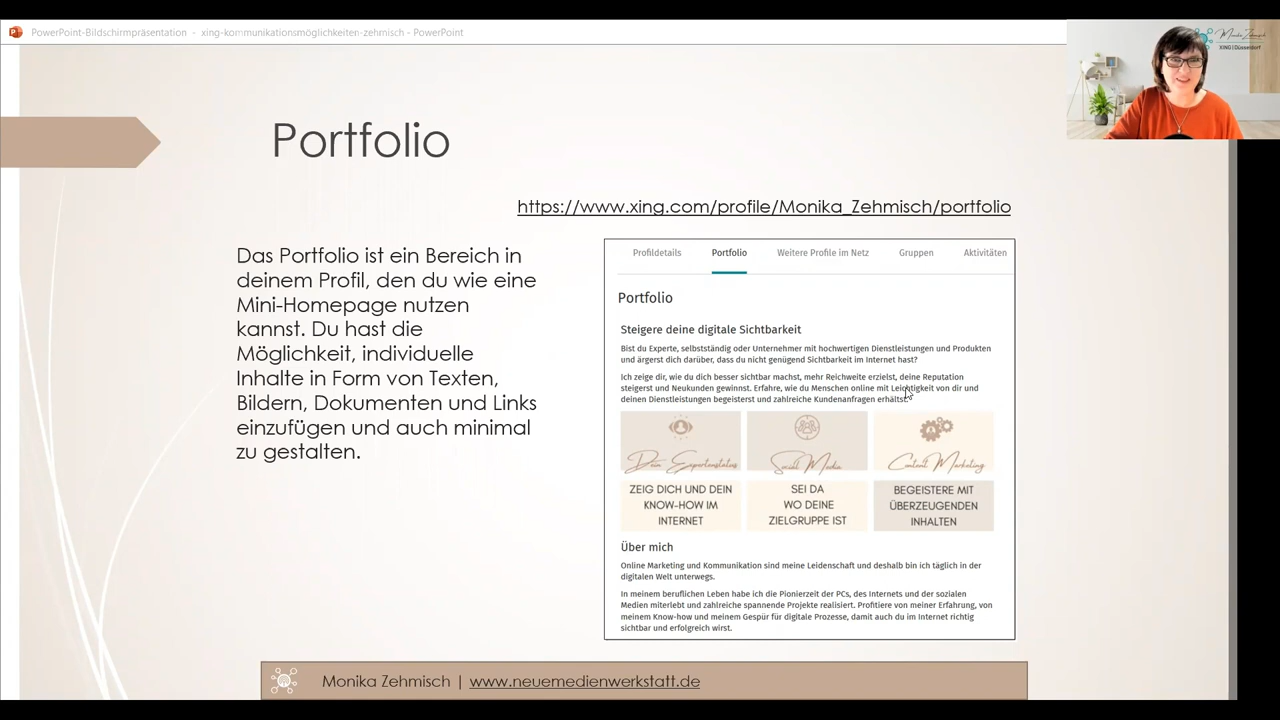 PowerPoint-Bildschirmpräsentation - xing-kommunikationsmöglichkeiten-zehmisch - PowerPoint
Monika Zehmisch
XING | Düsseldorf
Portfolio
https://www.xing.com/profile/Monika_Zehmisch/portfolio
Das Portfolio ist ein Bereich in
deinem Profil, den du wie eine
Mini-Homepage nutzen
kannst. Du hast die
Möglichkeit, individuelle
Inhalte in Form von Texten,
Bildern, Dokumenten und Links
einzufügen und auch minimal
zu gestalten.
Profildetails Portfolio Weitere Profile im Netz Gruppen Aktivitäten
Portfolio
Steigere deine digitale Sichtbarkeit
Bist du Experte, selbstständig oder Unternehmer mit hochwertigen Dienstleistungen und Produkten
und ärgerst dich darüber, dass du nicht genügend Sichtbarkeit im Internet hast?
Ich zeige dir, wie du dich besser sichtbar machst, mehr Reichweite erzielst, deine Reputation
steigerst und Neukunden gewinnst. Erfahre, wie du Menschen online mit Leichtigkeit von dir und
deinen Dienstleistungen begeisterst und zahlreiche Kundenanfragen erhältst.
Dein Expertenstatus
Social Media
Content Marketing
ZEIG DICH UND DEIN
KNOW-HOW IM
INTERNET
SEI DA
WO DEINE
ZIELGRUPPE IST
BEGEISTERE MIT
ÜBERZEUGENDEN
INHALTEN
Über mich
Online Marketing und Kommunikation sind meine Leidenschaft und deshalb bin ich täglich in der
digitalen Welt unterwegs.
In meinem beruflichen Leben habe ich die Pionierzeit der PCs, des Internets und der sozialen
Medien miterlebt und zahlreiche spannende Projekte realisiert. Profitiere von meiner Erfahrung, von
meinem Know-how und meinem Gespür für digitale Prozesse, damit auch du im Internet richtig
sichtbar und erfolgreich wirst.
Monika Zehmisch | www.neuemedienwerkstatt.de